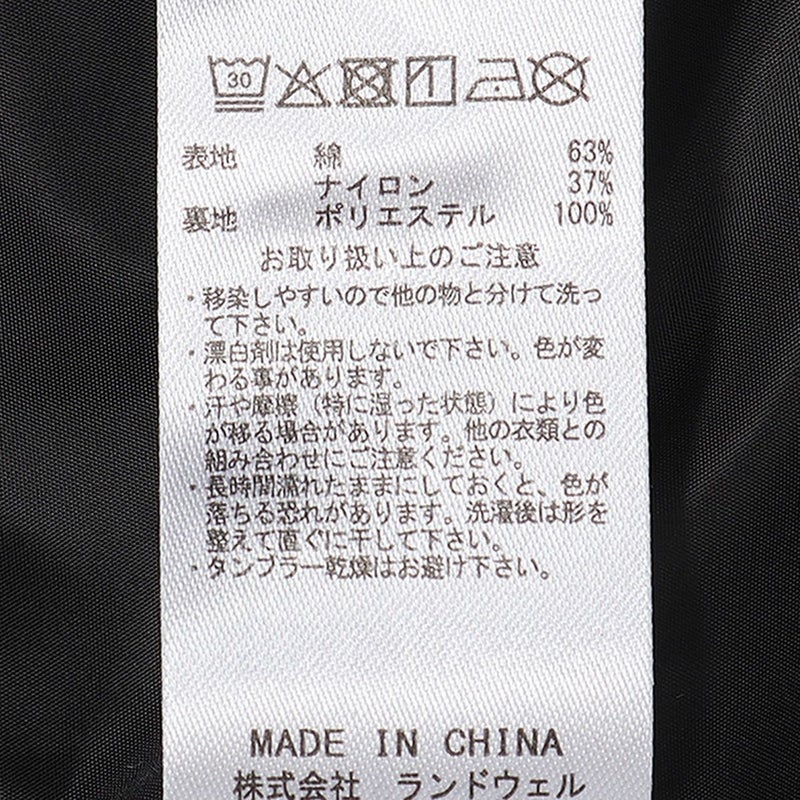 30
表地 綿 63%
ナイロン 37%
裏地 ポリエステル 100%
お取り扱い上のご注意
・移染しやすいので他の物と分けて洗っ
て下さい。
・漂白剤は使用しないで下さい。色が変
わる事があります。
・汗や摩擦(特に湿った状態)により色
が移る場合があります。他の衣類との
組み合わせにご注意ください。
・長時間濡れたままにしておくと、色が
落ちる恐れがあります。洗濯後は形を
整えて直ぐに干して下さい。
・タンブラー乾燥はお避け下さい。
MADE IN CHINA
株式会社 ランドウェル